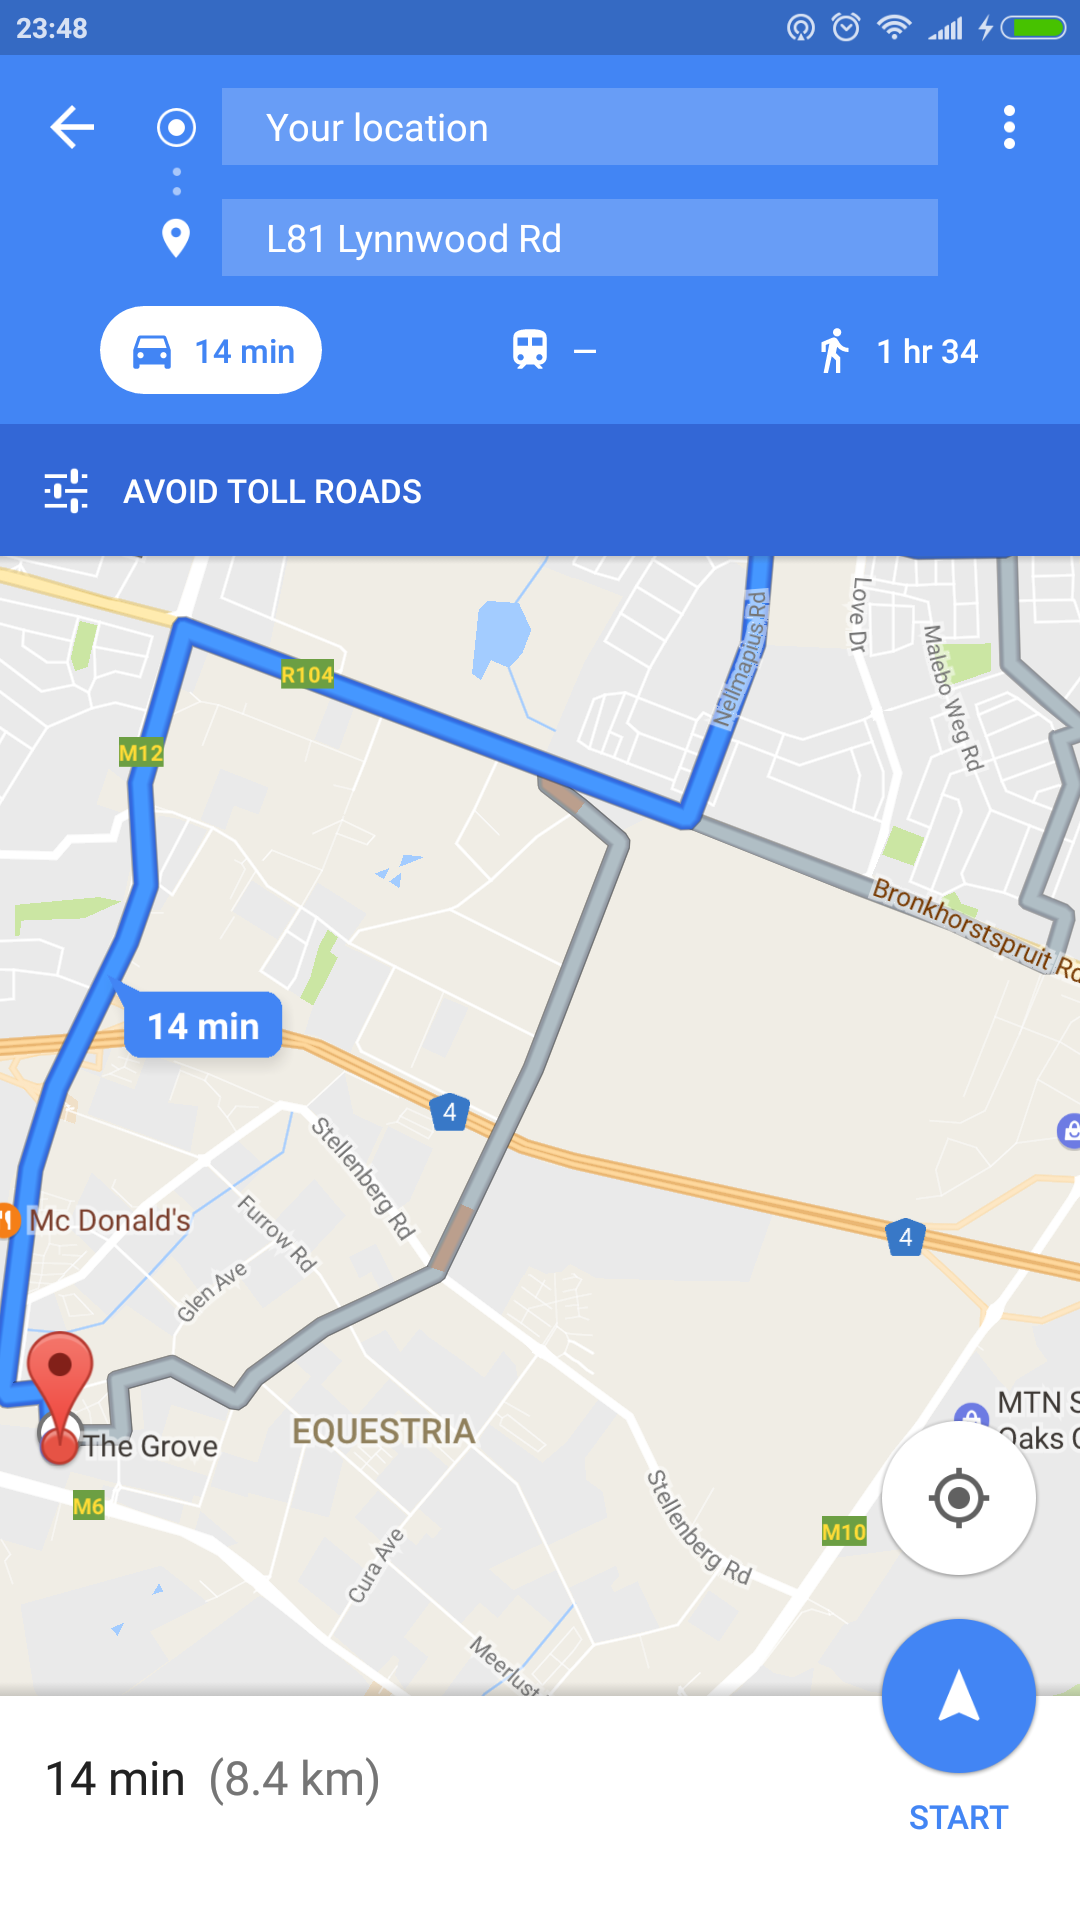 23:48
Your location
L81 Lynnwood Rd
14 min
–
1 hr 34
AVOID TOLL ROADS
Nellmapius Rd
Love Dr
Malebo Weg Rd
R104
M12
Bronkhorstspruit Rd
14 min
4
Stellenberg Rd
Furrow Rd
Glen Ave
Mc Donald's
4
The Grove
EQUESTRIA
MTN S
Oaks
M6
Stellenberg Rd
M10
Cura Ave
Meerlust
14 min (8.4 km)
START